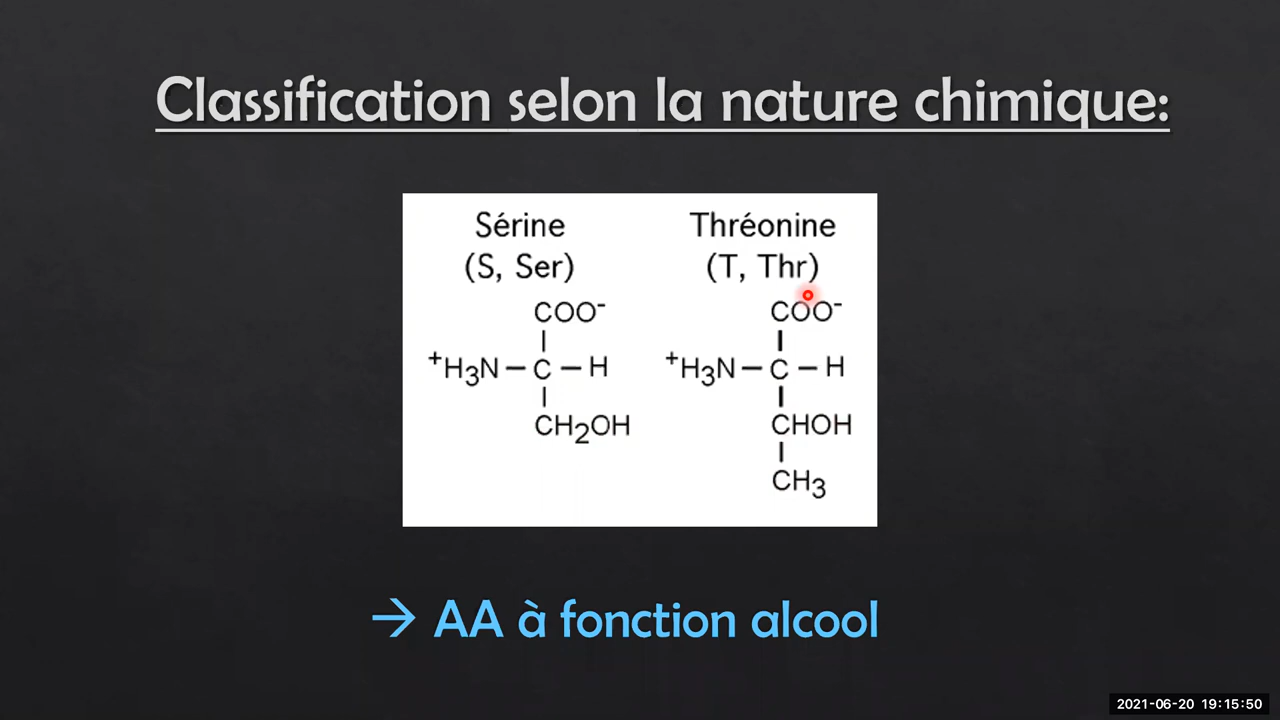 Classification selon la nature chimique:
Sérine Thréonine
(S, Ser) (T, Thr)
COO⁻ COO⁻
⁺H₃N – C – H ⁺H₃N – C – H
CH₂OH CHOH
CH₃
→ AA à fonction alcool
2021-06-20 19:15:50